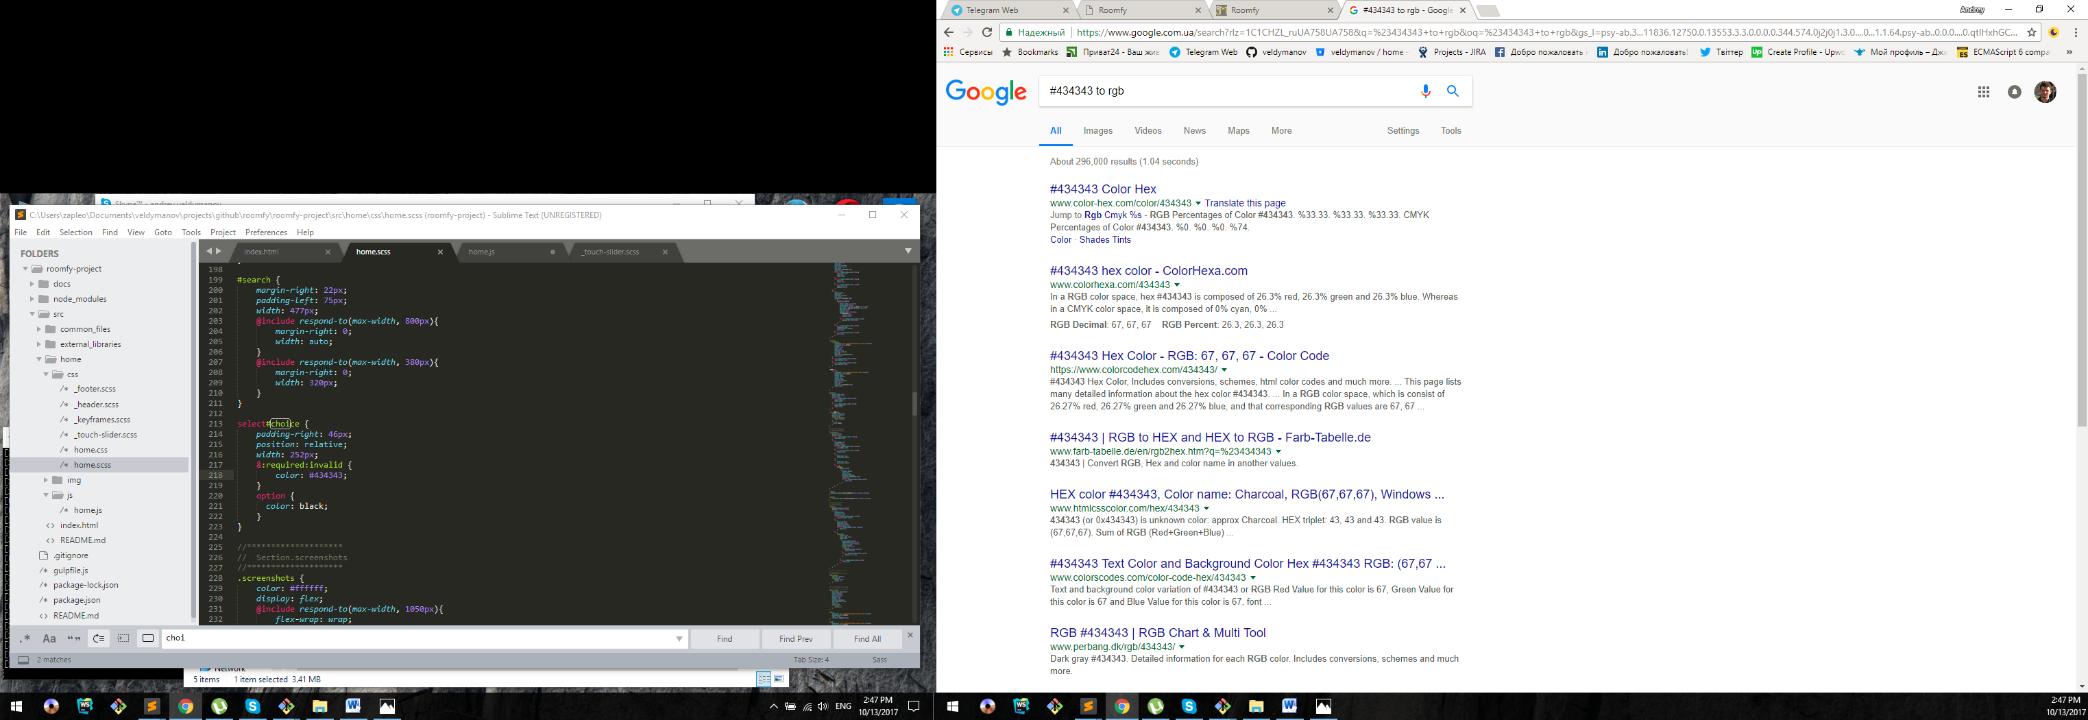 C:\Users\zapleo\Documents\veldymanov\projects\github\roomfy\roomfy-project\src\home\css\home.scss (roomfy-project) - Sublime Text (UNREGISTERED)
File Edit Selection Find View Goto Tools Project Preferences Help
FOLDERS
roomfy-project
docs
node_modules
src
common_files
external_libraries
home
css
_footer.scss
_header.scss
_keyframes.scss
_touch-slider.scss
home.css
home.scss
img
js
home.js
index.html
README.md
.gitignore
gulpfile.js
package-lock.json
package.json
README.md
index.html home.scss home.js _touch-slider.scss
198
199 #search {
200 margin-right: 22px;
201 padding-left: 75px;
202 width: 477px;
203 @include respond-to(max-width, 800px){
204 margin-right: 0;
205 width: auto;
206 }
207 @include respond-to(max-width, 380px){
208 margin-right: 0;
209 width: 320px;
210 }
211 }
212
213 select#choice {
214 padding-right: 46px;
215 position: relative;
216 width: 252px;
217 &:required:invalid {
218 color: #434343;
219 }
220 option {
221 color: black;
222 }
223 }
224
225 //********************
226 // Section.screenshots
227 //********************
228 .screenshots {
229 color: #ffffff;
230 display: flex;
231 @include respond-to(max-width, 1050px){
232 flex-wrap: wrap;
.* Aa choi Find Find Prev Find All
2 matches Tab Size: 4 Sass
Network
5 items 1 item selected 3.41 MB
ENG 2:47 PM
10/13/2017
Telegram Web Roomfy Roomfy #434343 to rgb - Google Andrey
Надежный https://www.google.com.ua/search?rlz=1C1CHZL_ruUA758UA758&q=%23434343+to+rgb&oq=%23434343+to+rgb&gs_l=psy-ab.3...11836.12750.0.13553.3.3.0.0.0.0.344.574.0j2j0j1.3.0....0...1.1.64.psy-ab..0.0.0....0.qtIHxhGC...
Сервисы Bookmarks Приват24 - Ваш жив Telegram Web veldymanov veldymanov / home Projects - JIRA Добро пожаловать Добро пожаловать! Твіттер Create Profile - Upwo Мой профиль – Джи ECMAScript 6 compa »
Google #434343 to rgb
All Images Videos News Maps More Settings Tools
About 296,000 results (1.04 seconds)
#434343 Color Hex
www.color-hex.com/color/434343 Translate this page
Jump to Rgb Cmyk %s - RGB Percentages of Color #434343. %33.33. %33.33. %33.33. CMYK
Percentages of Color #434343. %0. %0. %0. %74.
Color · Shades Tints
#434343 hex color - ColorHexa.com
www.colorhexa.com/434343
In a RGB color space, hex #434343 is composed of 26.3% red, 26.3% green and 26.3% blue. Whereas
in a CMYK color space, it is composed of 0% cyan, 0% ...
RGB Decimal: 67, 67, 67 RGB Percent: 26.3, 26.3, 26.3
#434343 Hex Color - RGB: 67, 67, 67 - Color Code
https://www.colorcodehex.com/434343/
#434343 Hex Color, Includes conversions, schemes, html color codes and much more. ... This page lists
many detailed information about the hex color #434343. ... In a RGB color space, which is consist of
26.27% red, 26.27% green and 26.27% blue, and that corresponding RGB values are 67, 67 ...
#434343 | RGB to HEX and HEX to RGB - Farb-Tabelle.de
www.farb-tabelle.de/en/rgb2hex.htm?q=%23434343
434343 | Convert RGB, Hex and color name in another values.
HEX color #434343, Color name: Charcoal, RGB(67,67,67), Windows ...
www.htmlcsscolor.com/hex/434343
434343 (or 0x434343) is unknown color: approx Charcoal. HEX triplet: 43, 43 and 43. RGB value is
(67,67,67). Sum of RGB (Red+Green+Blue) ...
#434343 Text Color and Background Color Hex #434343 RGB: (67,67 ...
www.colorscodes.com/color-code-hex/434343
Text and background color variation of #434343 or RGB Red Value for this color is 67, Green Value for
this color is 67 and Blue Value for this color is 67, font ...
RGB #434343 | RGB Chart & Multi Tool
www.perbang.dk/rgb/434343/
Dark gray #434343. Detailed information for each RGB color. Includes conversions, schemes and much
more.
2:47 PM
10/13/2017